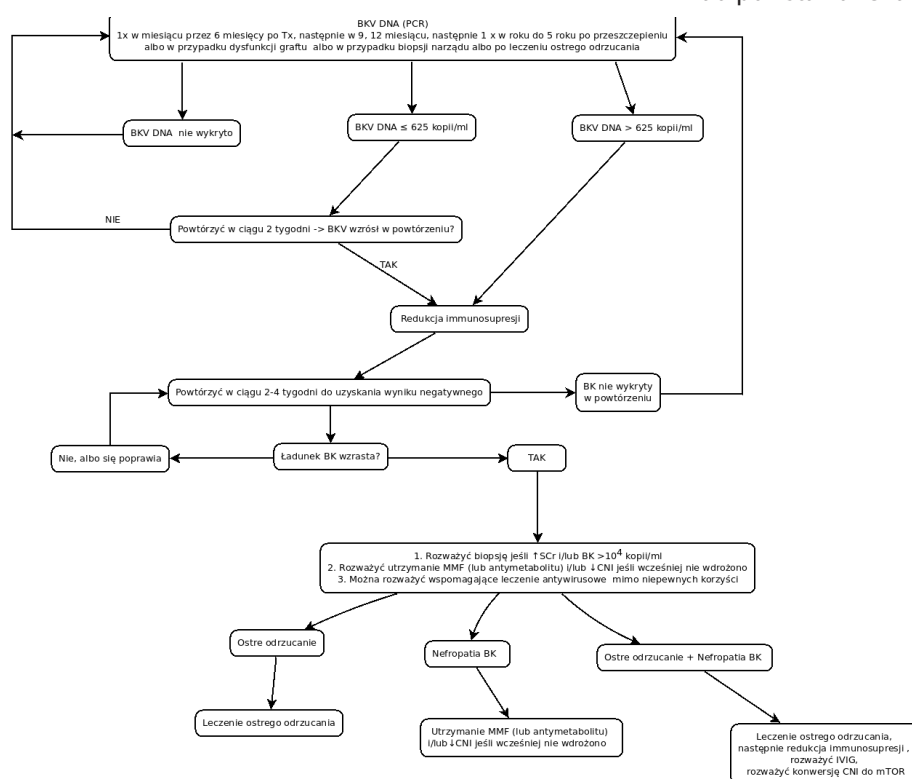 BKV DNA (PCR)
1x w miesiącu przez 6 miesięcy po Tx, następnie w 9, 12 miesiącu, następnie 1 x w roku do 5 roku po przeszczepieniu
albo w przypadku dysfunkcji graftu albo w przypadku biopsji narządu albo po leczeniu ostrego odrzucania
BKV DNA nie wykryto
BKV DNA ≤ 625 kopii/ml
BKV DNA > 625 kopii/ml
NIE
Powtórzyć w ciągu 2 tygodni -> BKV wzrósł w powtórzeniu?
TAK
Redukcja immunosupresji
Powtórzyć w ciągu 2-4 tygodni do uzyskania wyniku negatywnego
BK nie wykryty
w powtórzeniu
Nie, albo się poprawia
Ładunek BK wzrasta?
TAK
1. Rozważyć biopsję jeśli ↑SCr i/lub BK >10⁴ kopii/ml
2. Rozważyć utrzymanie MMF (lub antymetabolitu) i/lub ↓CNI jeśli wcześniej nie wdrożono
3. Można rozważyć wspomagające leczenie antywirusowe mimo niepewnych korzyści
Ostre odrzucanie
Nefropatia BK
Ostre odrzucanie + Nefropatia BK
Leczenie ostrego odrzucania
Utrzymanie MMF (lub antymetabolitu)
i/lub↓CNI jeśli wcześniej nie wdrożono
Leczenie ostrego odrzucania,
następnie redukcja immunosupresji ,
rozważyć IVIG,
rozważyć konwersję CNI do mTOR